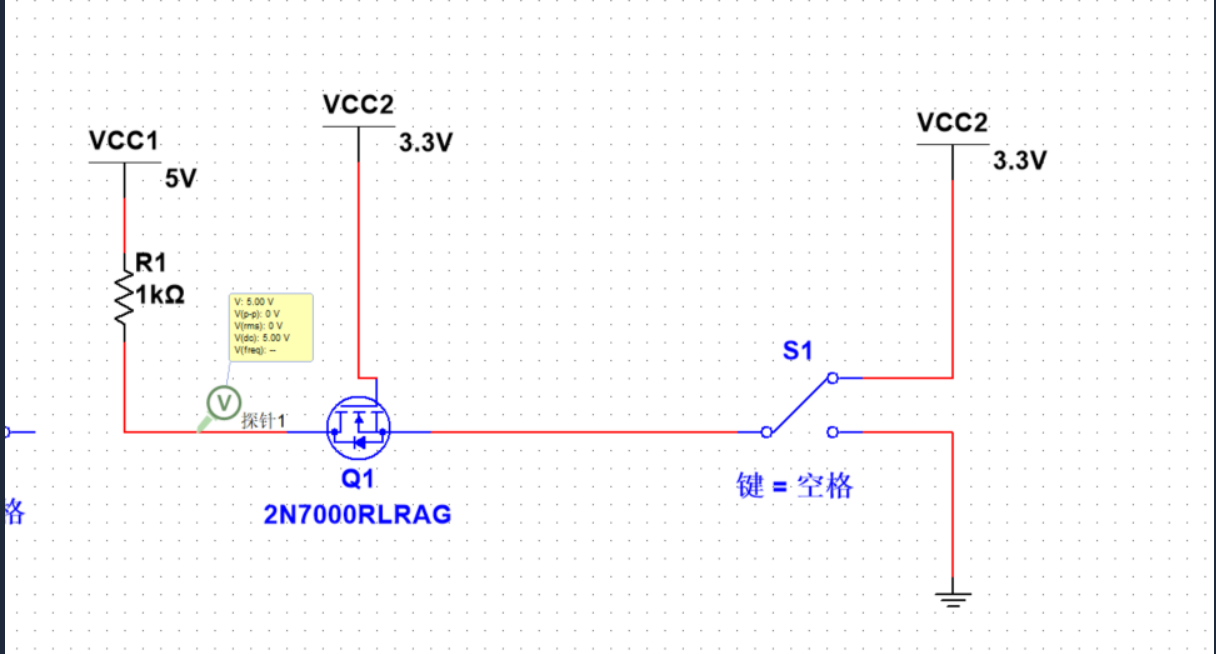 VCC1
5V
R1
1kΩ
V: 5.00 V
V(p-p): 0 V
V(rms): 0 V
V(dc): 5.00 V
V(freq): --
V
探针1
VCC2
3.3V
Q1
2N7000RLRAG
VCC2
3.3V
S1
键 = 空格
格